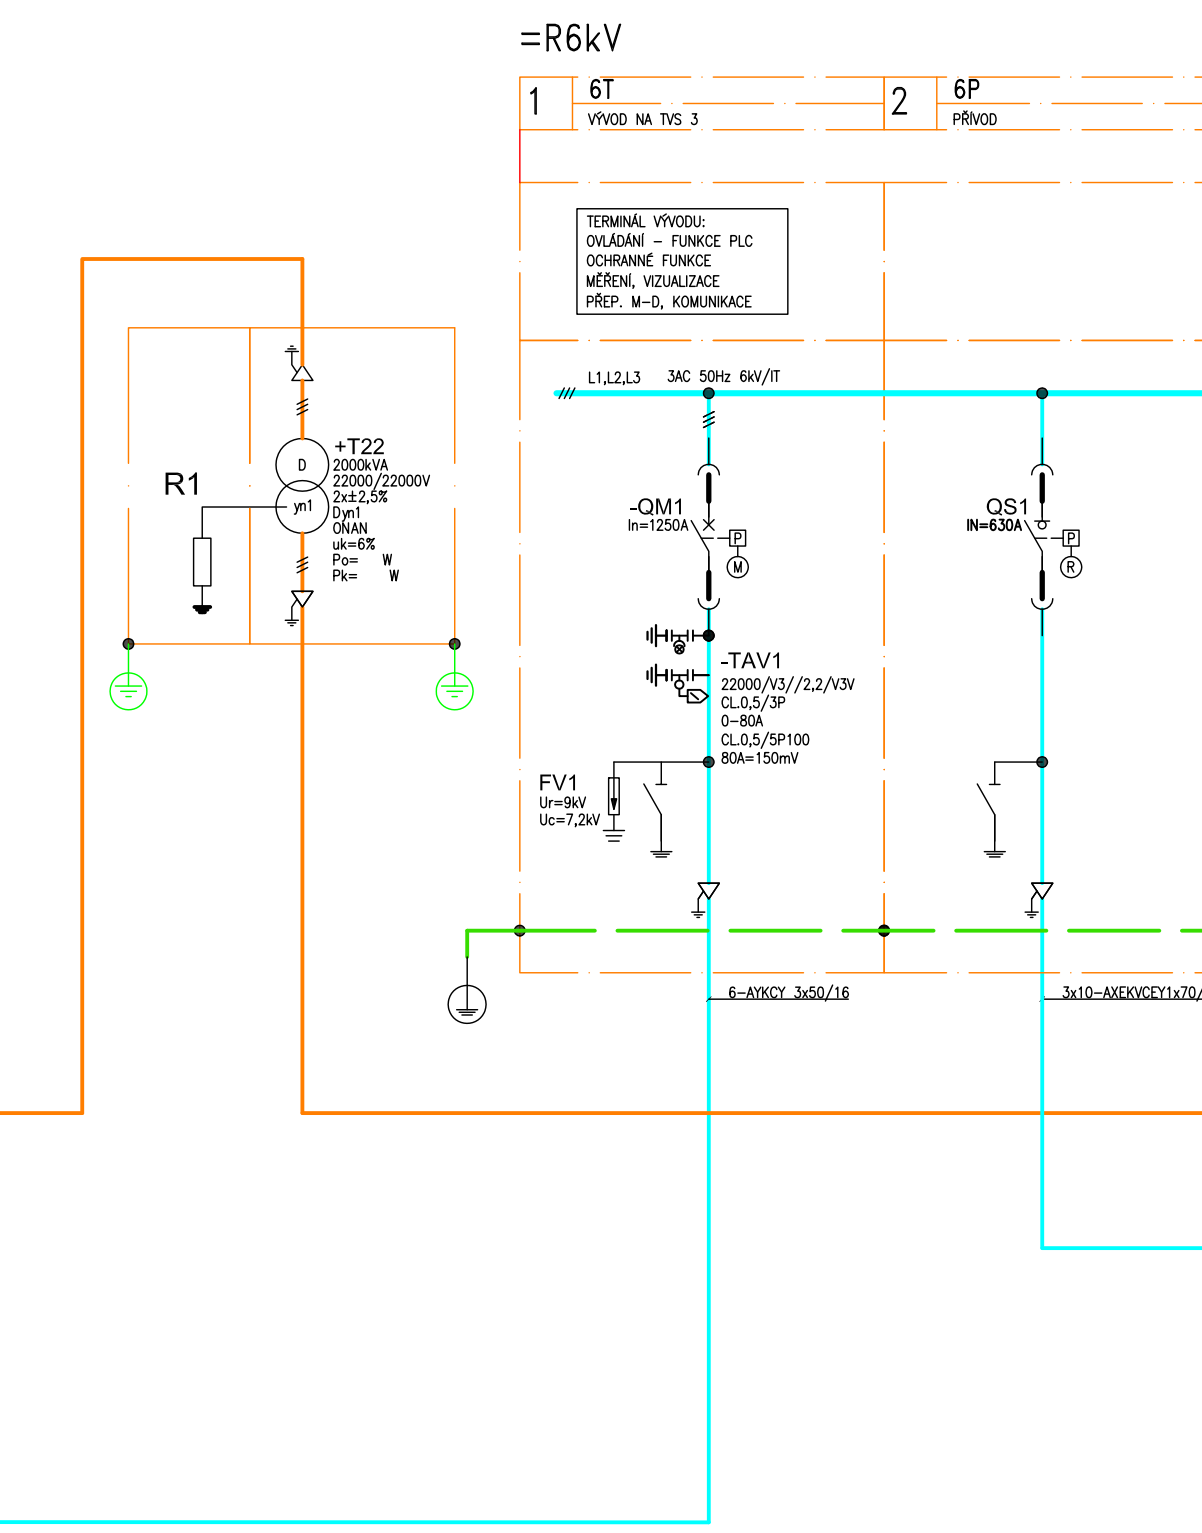 =R6kV
1
6T
VÝVOD NA TVS 3
2
6P
PŘÍVOD
TERMINÁL VÝVODU:
OVLÁDÁNÍ – FUNKCE PLC
OCHRANNÉ FUNKCE
MĚŘENÍ, VIZUALIZACE
PŘEP. M–D, KOMUNIKACE
L1,L2,L3
3AC 50Hz 6kV/IT
R1
D
yn1
+T22
2000kVA
22000/22000V
2x±2,5%
Dyn1
ONAN
uk=6%
Po= W
Pk= W
-QM1
In=1250A
P
M
QS1
IN=630A
P
R
-TAV1
22000/V3//2,2/V3V
CL.0,5/3P
0–80A
CL.0,5/5P100
80A=150mV
FV1
Ur=9kV
Uc=7,2kV
6–AYKCY 3x50/16
3x10–AXEKVCEY1x70/